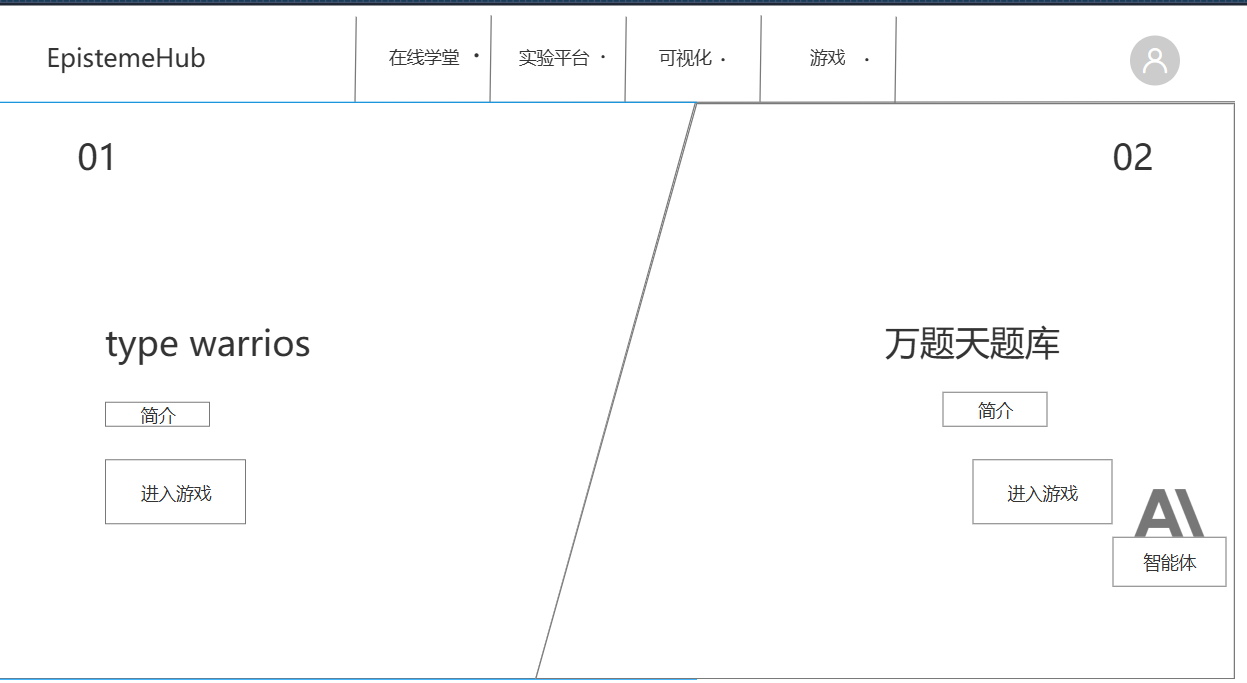 EpistemeHub
在线学堂
实验平台
可视化
游戏
01
02
type warrios
万题天题库
简介
简介
进入游戏
进入游戏
AI
智能体